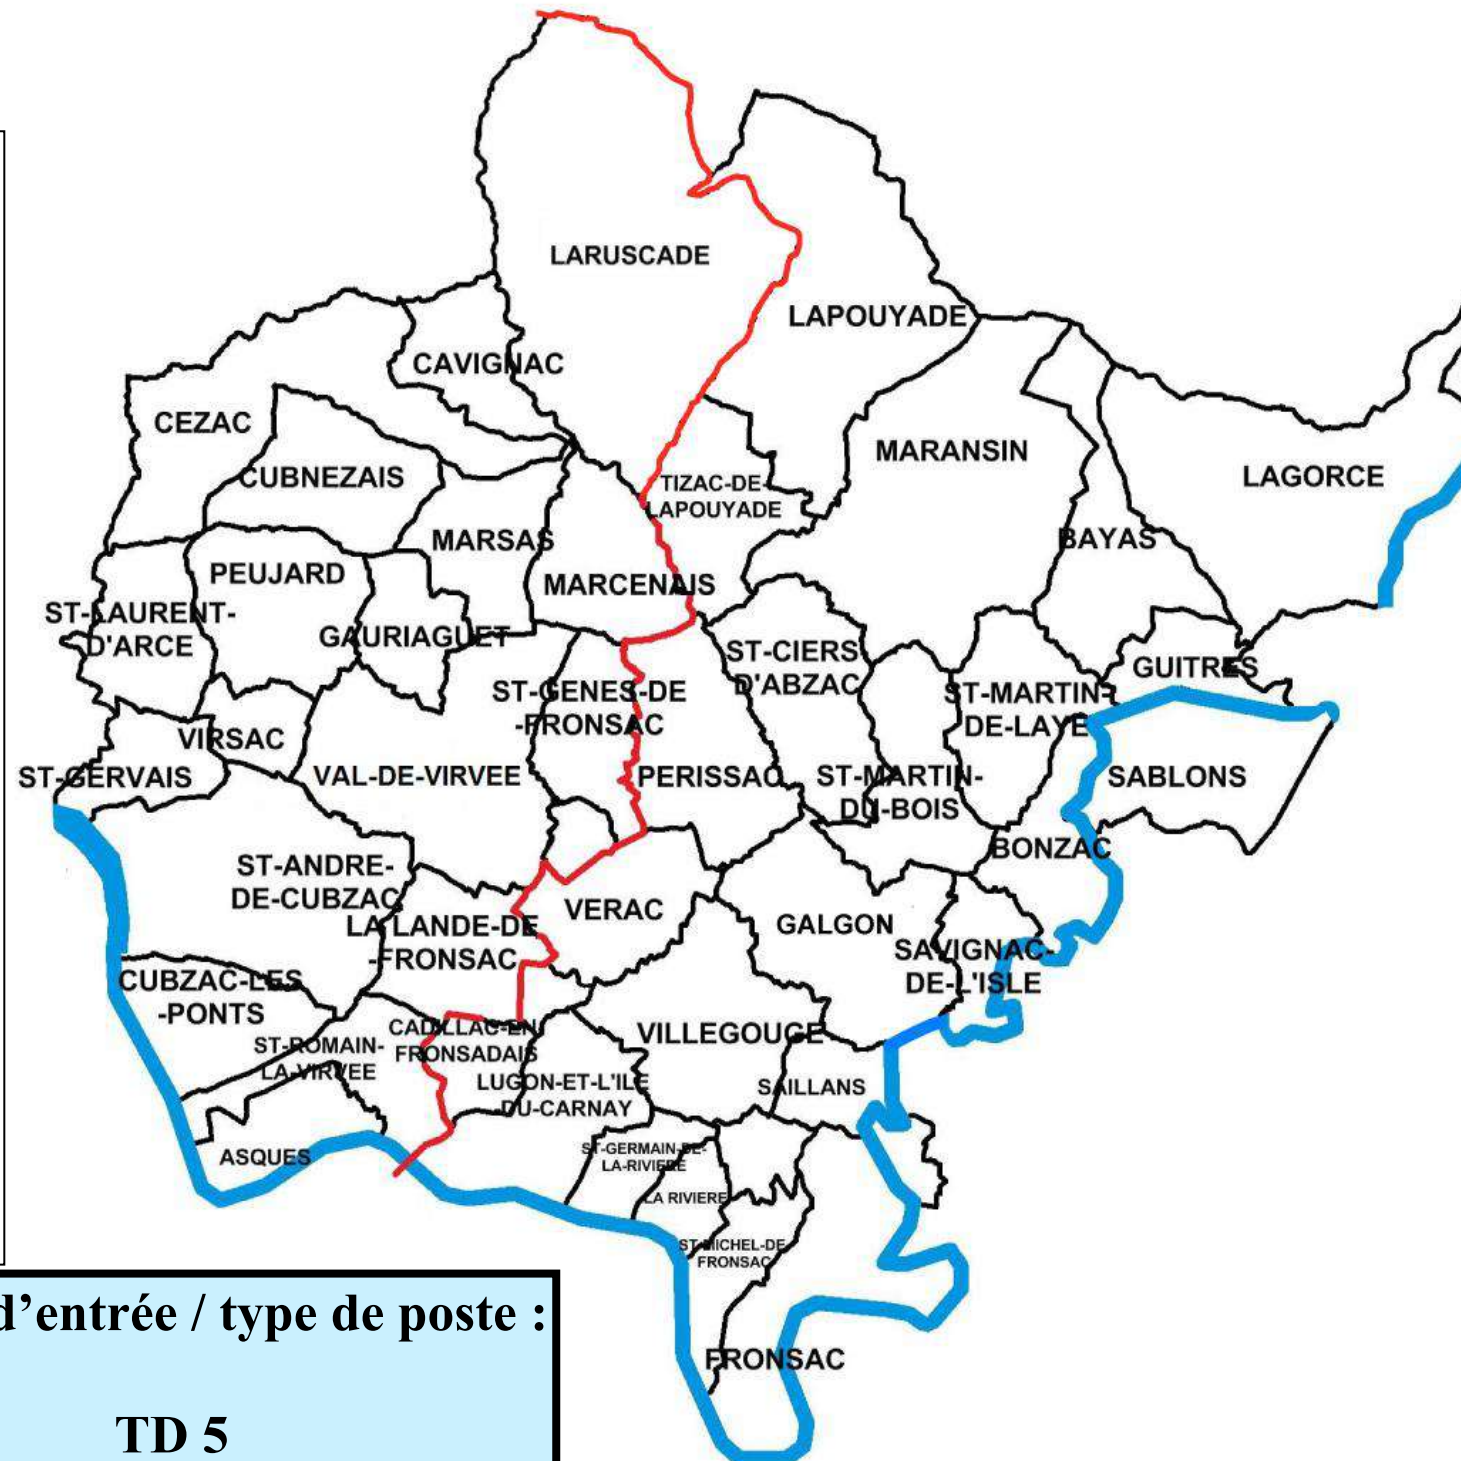 LARUSCADE
LAPOUYADE
CAVIGNAC
CEZAC
MARANSIN
CUBNEZAIS
LAGORCE
TIZAC-DE-
LAPOUYADE
MARSAS
BAYAS
PEUJARD
MARCENAIS
ST-LAURENT-
D'ARCE
GAURIAGUET
ST-CIERS
D'ABZAC
GUITRES
ST-GENES-DE
-FRONSAC
ST-MARTIN-
DE-LAYE
VIRSAC
ST-GERVAIS
VAL-DE-VIRVEE
PERISSAC
ST-MARTIN-
DU-BOIS
SABLONS
BONZAC
ST-ANDRE-
DE-CUBZAC
VERAC
LA LANDE-DE
-FRONSAC
GALGON
SAVIGNAC-
DE-L'ISLE
CUBZAC-LES
-PONTS
CADILLAC-EN
FRONSADAIS
VILLEGOUGE
ST-ROMAIN-
LA-VIRVEE
LUGON-ET-L'ILE
-DU-CARNAY
SAILLANS
ASQUES
ST-GERMAIN-DE-
LA-RIVIERE
LA RIVIERE
ST-MICHEL-DE-
FRONSAC
FRONSAC
d’entrée / type de poste :
TD 5